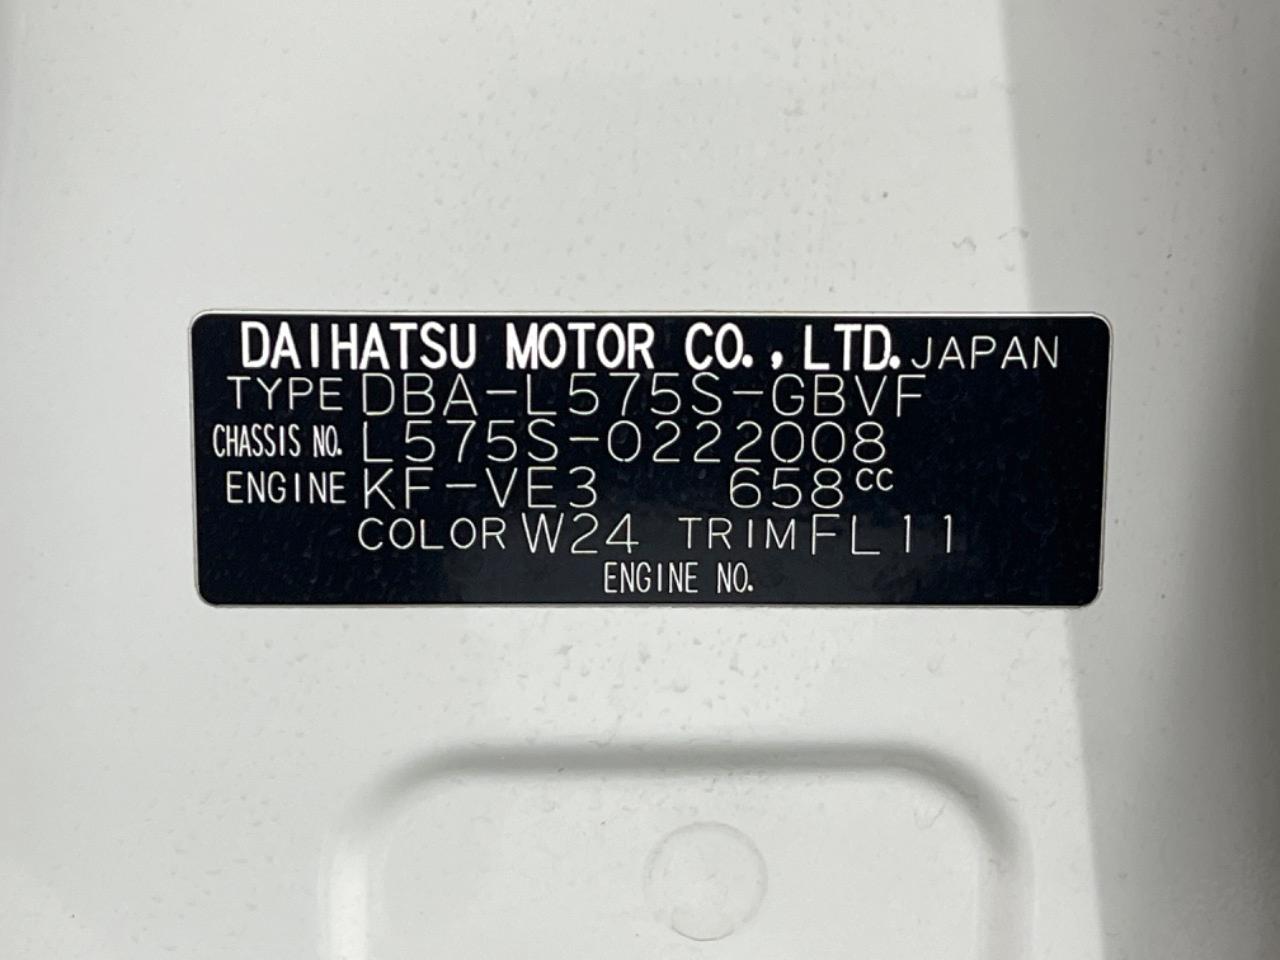 DAIHATSU MOTOR CO., LTD. JAPAN
TYPE DBA-L575S-GBVF
CHASSIS NO. L575S-0222008
ENGINE KF-VE3 658cc
COLOR W24 TRIM FL11
ENGINE NO.